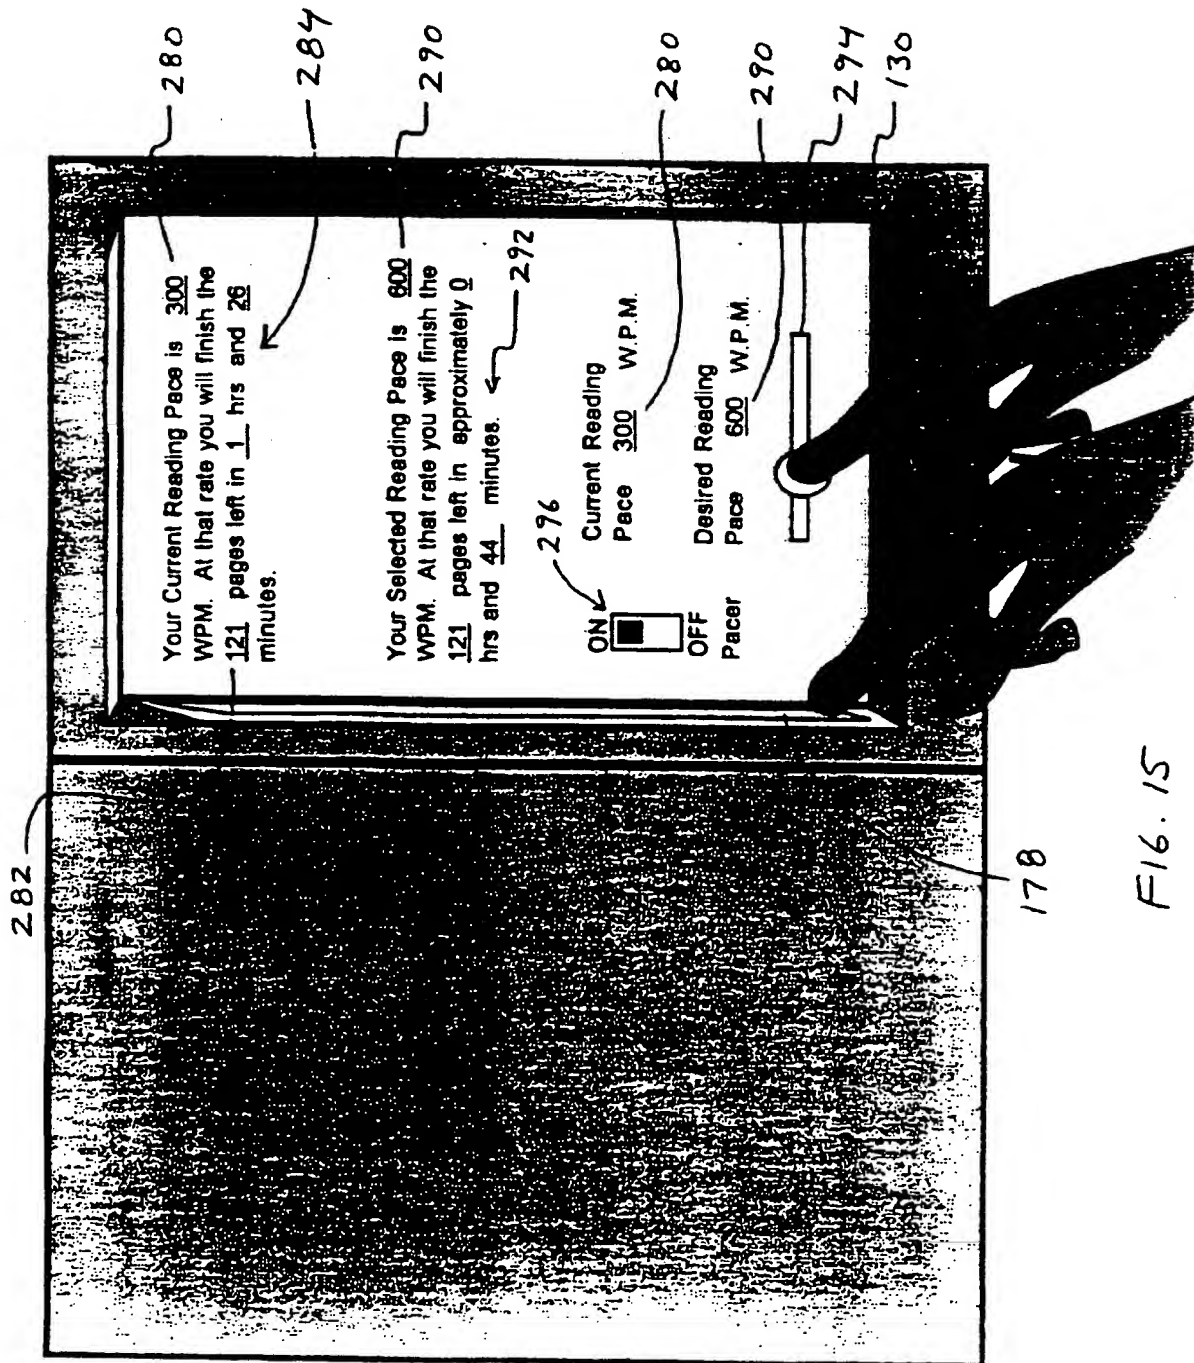 Your Current Reading Pace is 300
WPM. At that rate you will finish the
121 pages left in 1 hrs and 26
minutes.
Your Selected Reading Pace is 600
WPM. At that rate you will finish the
121 pages left in approximately 0
hrs and 44 minutes.
ON
OFF
Pacer
Current Reading
Pace 300 W.P.M.
Desired Reading
Pace 600 W.P.M.
280
284
290
292
296
280
290
294
130
282
178
FIG. 15